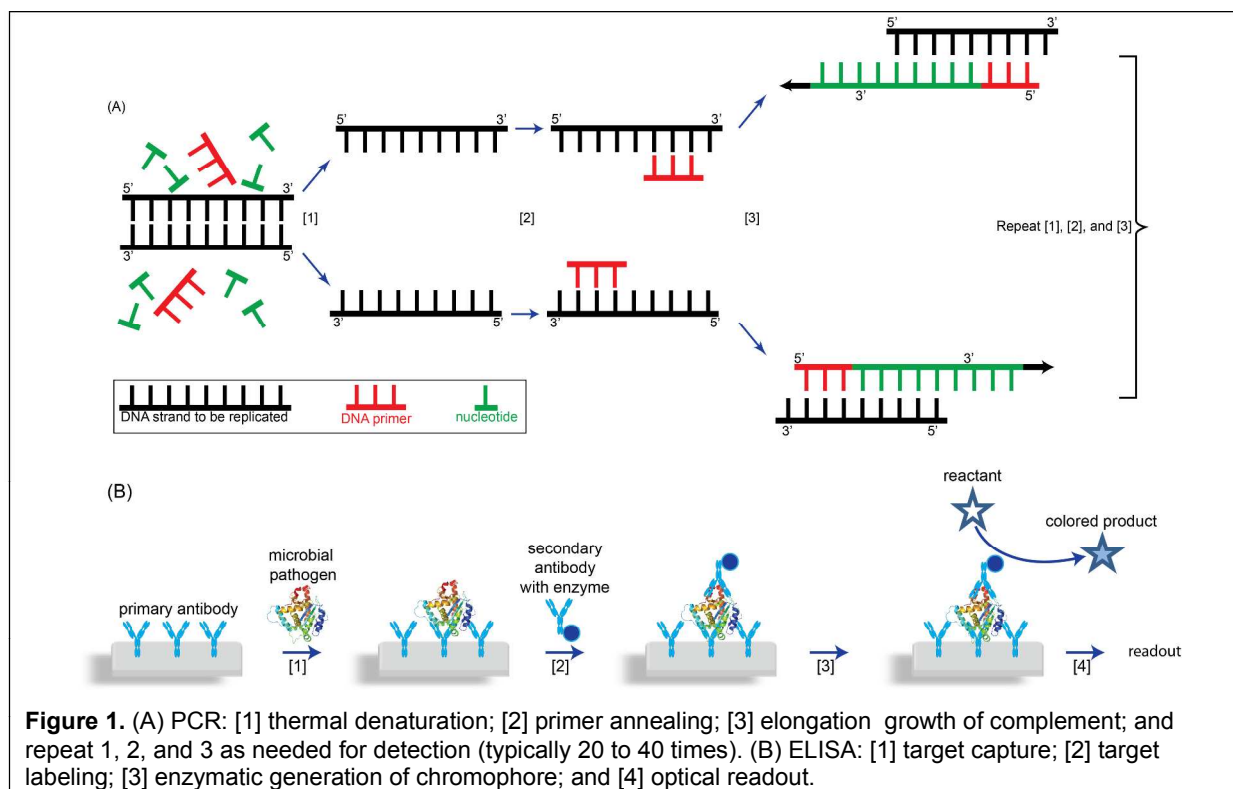 (A)
5’ 3’
3’ 5’
[1]
5’ 3’
3’ 5’
[2]
5’ 3’
3’ 5’
[3]
3’ 5’
5’ 3’
3’ 5’
5’ 3’
Repeat [1], [2], and [3]
DNA strand to be replicated
DNA primer
nucleotide
(B)
primary antibody
microbial
pathogen
[1]
secondary
antibody
with enzyme
[2]
[3]
reactant
colored product
[4]
readout
Figure 1. (A) PCR: [1] thermal denaturation; [2] primer annealing; [3] elongation growth of complement; and
repeat 1, 2, and 3 as needed for detection (typically 20 to 40 times). (B) ELISA: [1] target capture; [2] target
labeling; [3] enzymatic generation of chromophore; and [4] optical readout.